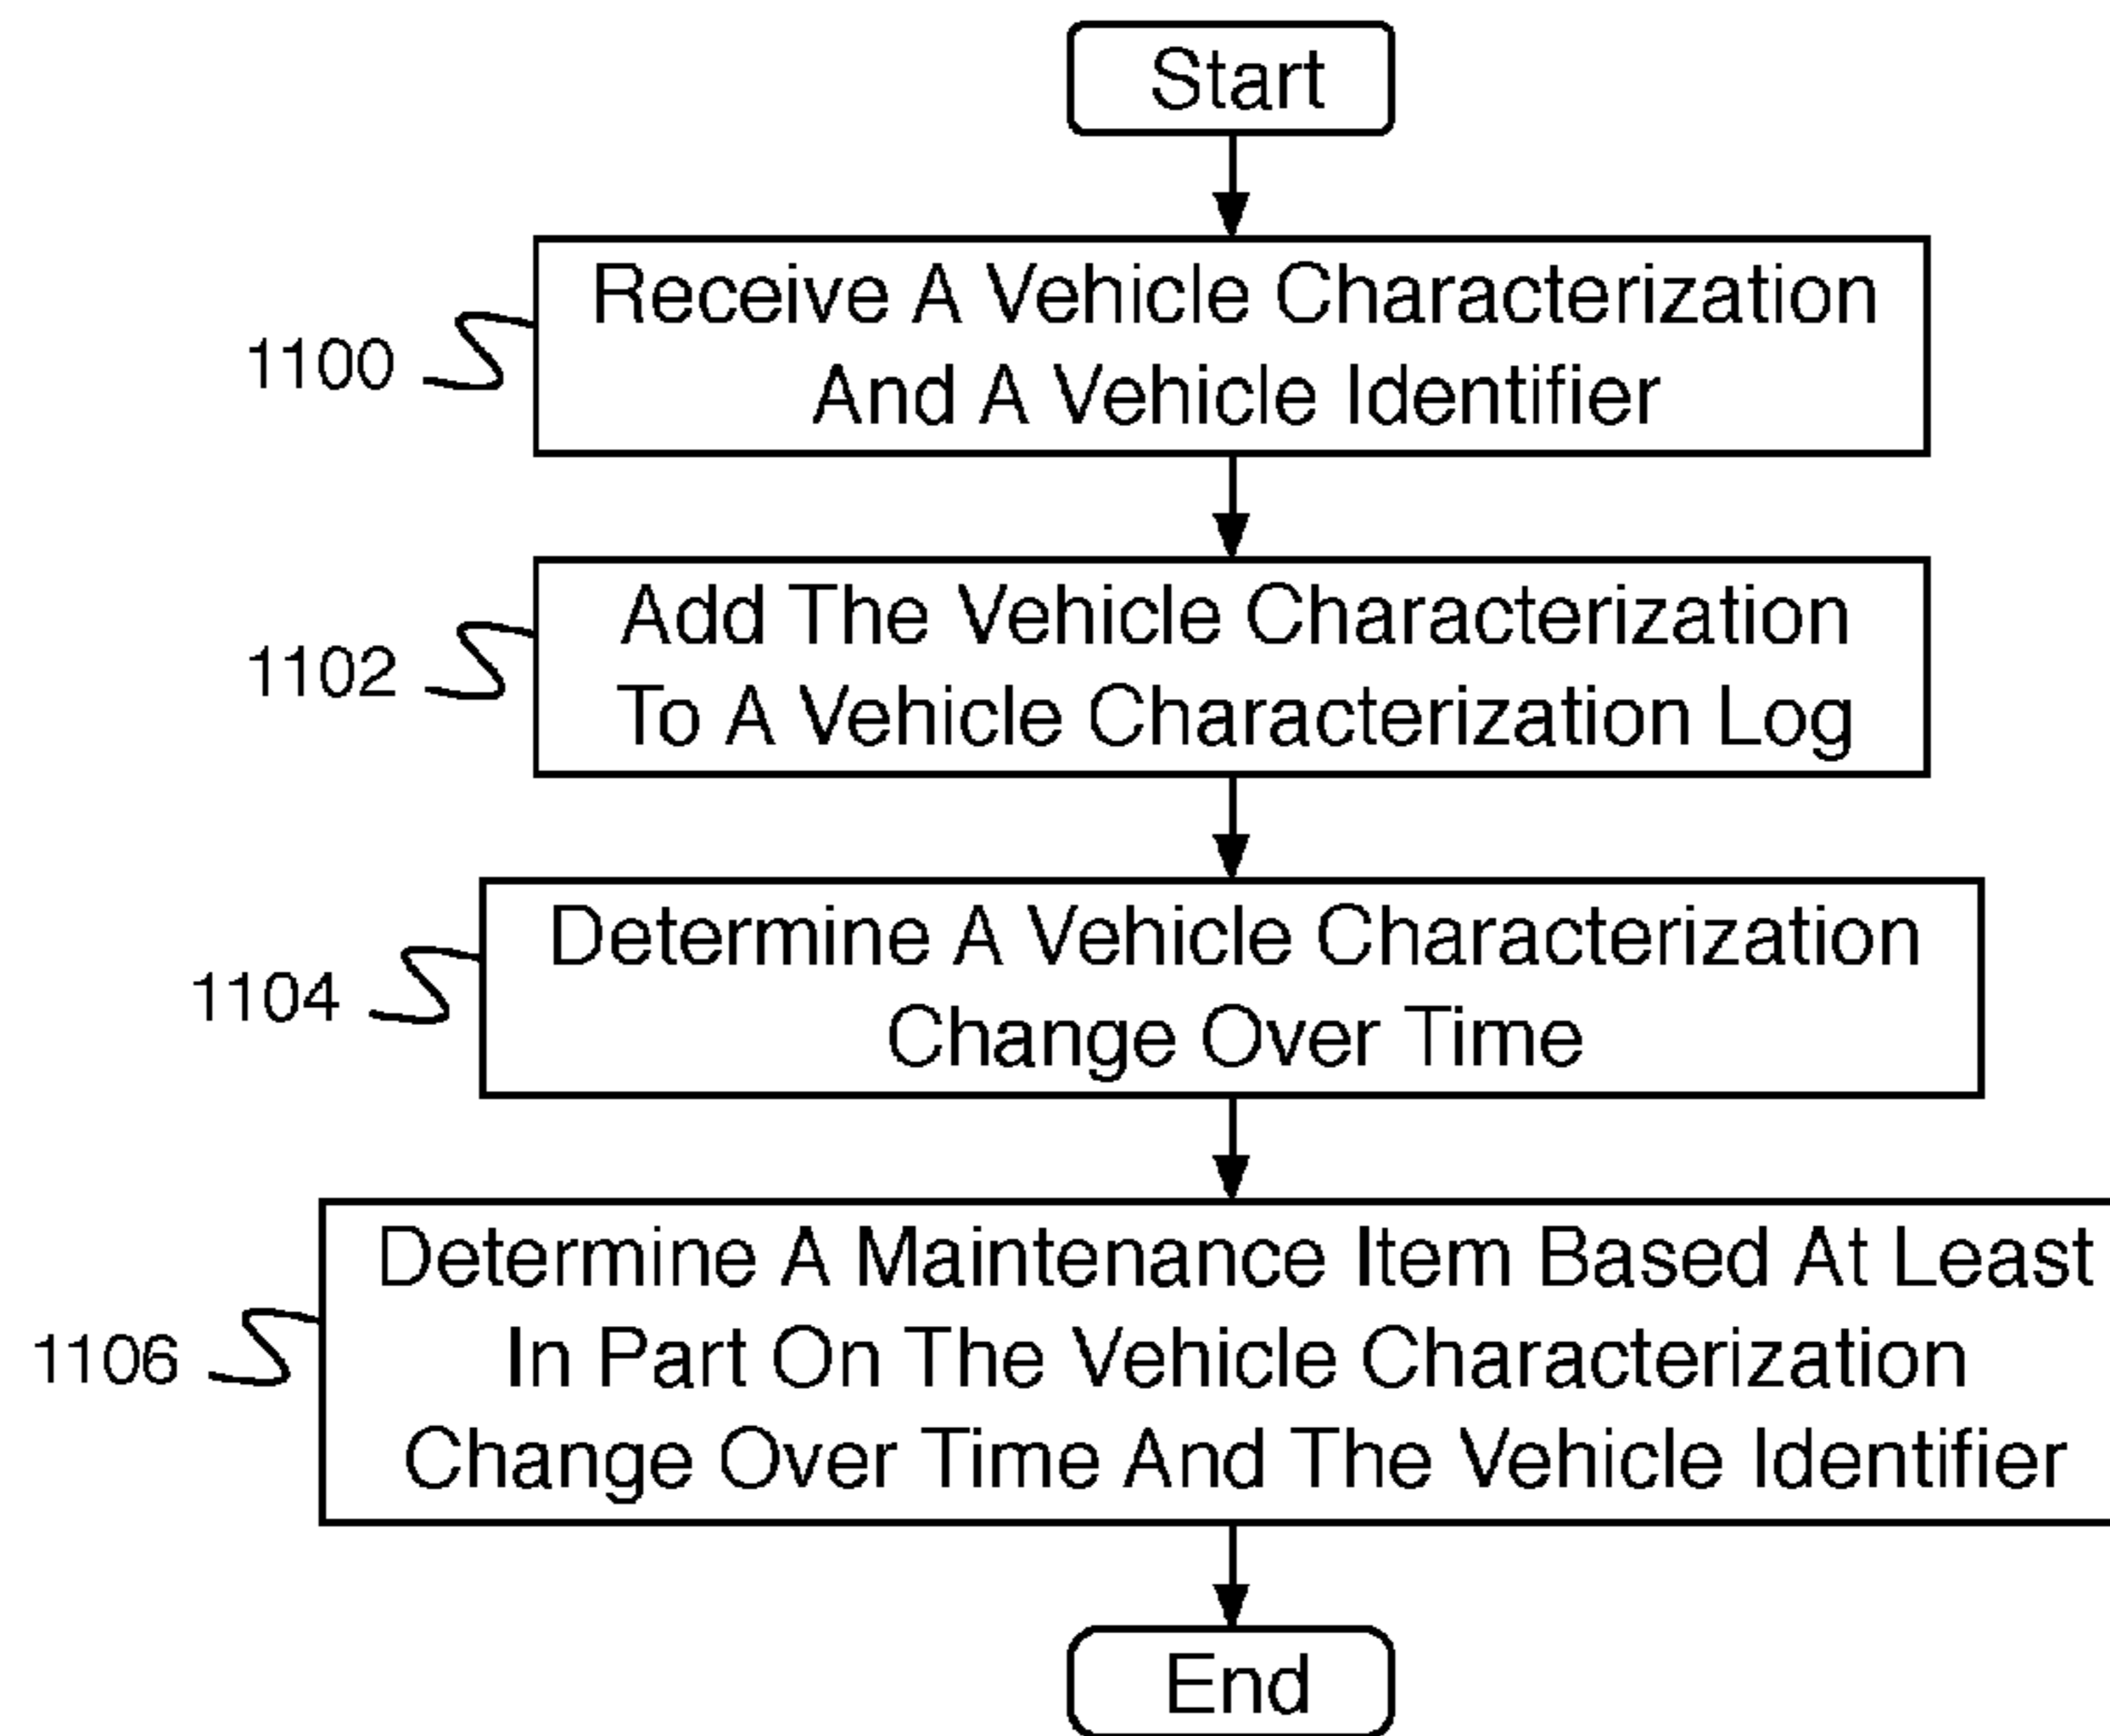 Start
Receive A Vehicle Characterization
And A Vehicle Identifier
1100
Add The Vehicle Characterization
To A Vehicle Characterization Log
1102
Determine A Vehicle Characterization
Change Over Time
1104
Determine A Maintenance Item Based At Least
In Part On The Vehicle Characterization
Change Over Time And The Vehicle Identifier
1106
End